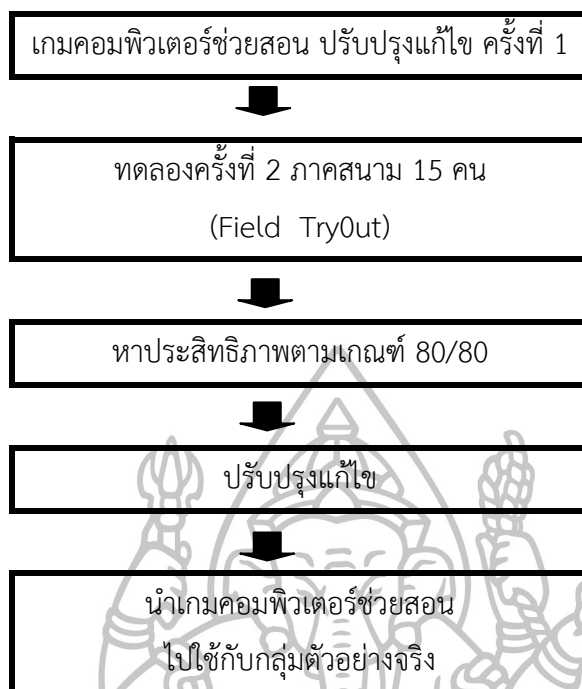 เกมคอมพิวเตอร์ช่วยสอน ปรับปรุงแก้ไข ครั้งที่ 1
ทดลองครั้งที่ 2 ภาคสนาม 15 คน
(Field Try0ut)
หาประสิทธิภาพตามเกณฑ์ 80/80
ปรับปรุงแก้ไข
นำเกมคอมพิวเตอร์ช่วยสอน
ไปใช้กับกลุ่มตัวอย่างจริง